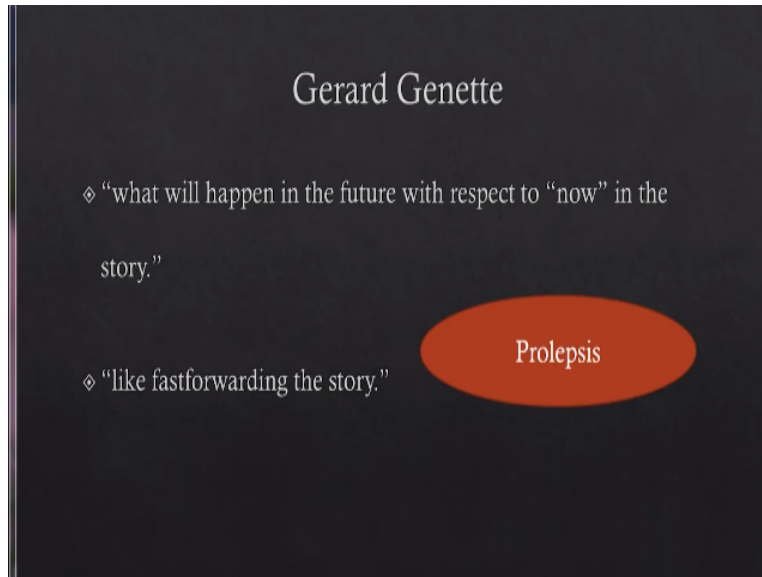 Gerard Genette
“what will happen in the future with respect to “now” in the
story.”
Prolepsis
“like fastforwarding the story.”